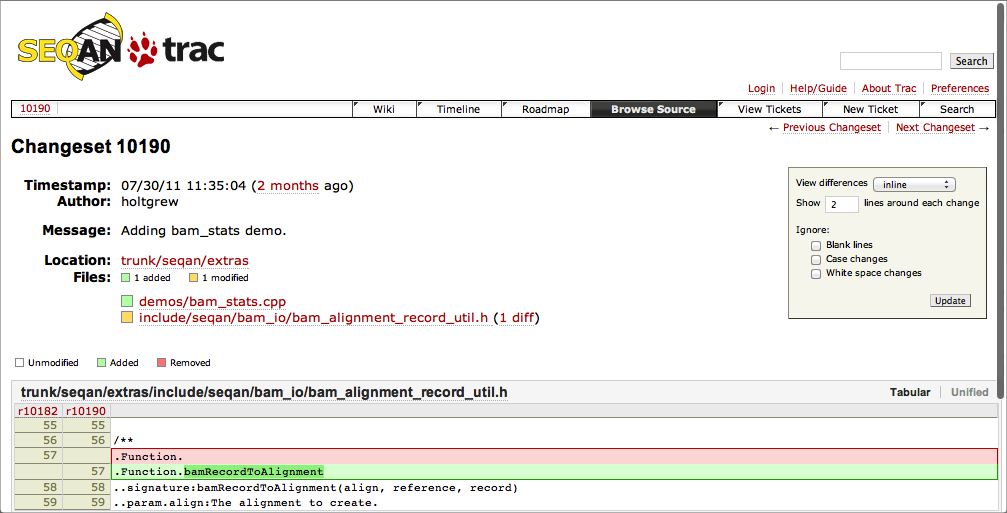 SEQAN trac
Search
Login Help/Guide About Trac Preferences
10190 Wiki Timeline Roadmap Browse Source View Tickets New Ticket Search
← Previous Changeset Next Changeset →
Changeset 10190
Timestamp: 07/30/11 11:35:04 (2 months ago)
Author: holtgrew
Message: Adding bam_stats demo.
Location: trunk/seqan/extras
Files: 1 added 1 modified
demos/bam_stats.cpp
include/seqan/bam_io/bam_alignment_record_util.h (1 diff)
View differences inline
Show 2 lines around each change
Ignore:
Blank lines
Case changes
White space changes
Update
Unmodified Added Removed
trunk/seqan/extras/include/seqan/bam_io/bam_alignment_record_util.h Tabular Unified
r10182 r10190
55 55
56 56 /**
57 .Function.
57 .Function.bamRecordToAlignment
58 58 ..signature:bamRecordToAlignment(align, reference, record)
59 59 ..param.align:The alignment to create.